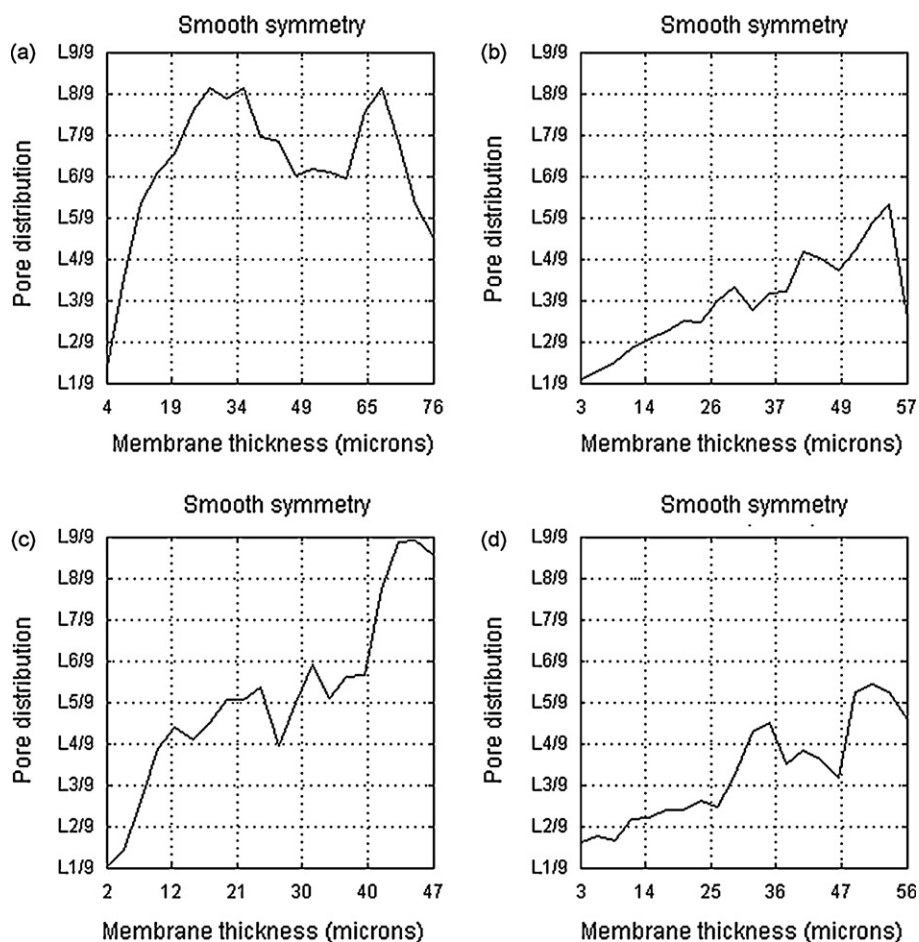 Smooth symmetry
(a)
L9/9
L8/9
L7/9
L6/9
L5/9
L4/9
L3/9
L2/9
L1/9
Pore distribution
4 19 34 49 65 76
Membrane thickness (microns)
Smooth symmetry
(b)
L9/9
L8/9
L7/9
L6/9
L5/9
L4/9
L3/9
L2/9
L1/9
Pore distribution
3 14 26 37 49 57
Membrane thickness (microns)
Smooth symmetry
(c)
L9/9
L8/9
L7/9
L6/9
L5/9
L4/9
L3/9
L2/9
L1/9
Pore distribution
2 12 21 30 40 47
Membrane thickness (microns)
Smooth symmetry
(d)
L9/9
L8/9
L7/9
L6/9
L5/9
L4/9
L3/9
L2/9
L1/9
Pore distribution
3 14 25 36 47 56
Membrane thickness (microns)